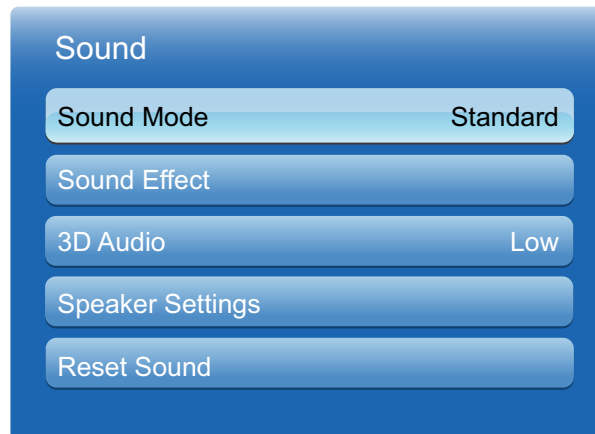 Sound
Sound Mode Standard
Sound Effect
3D Audio Low
Speaker Settings
Reset Sound